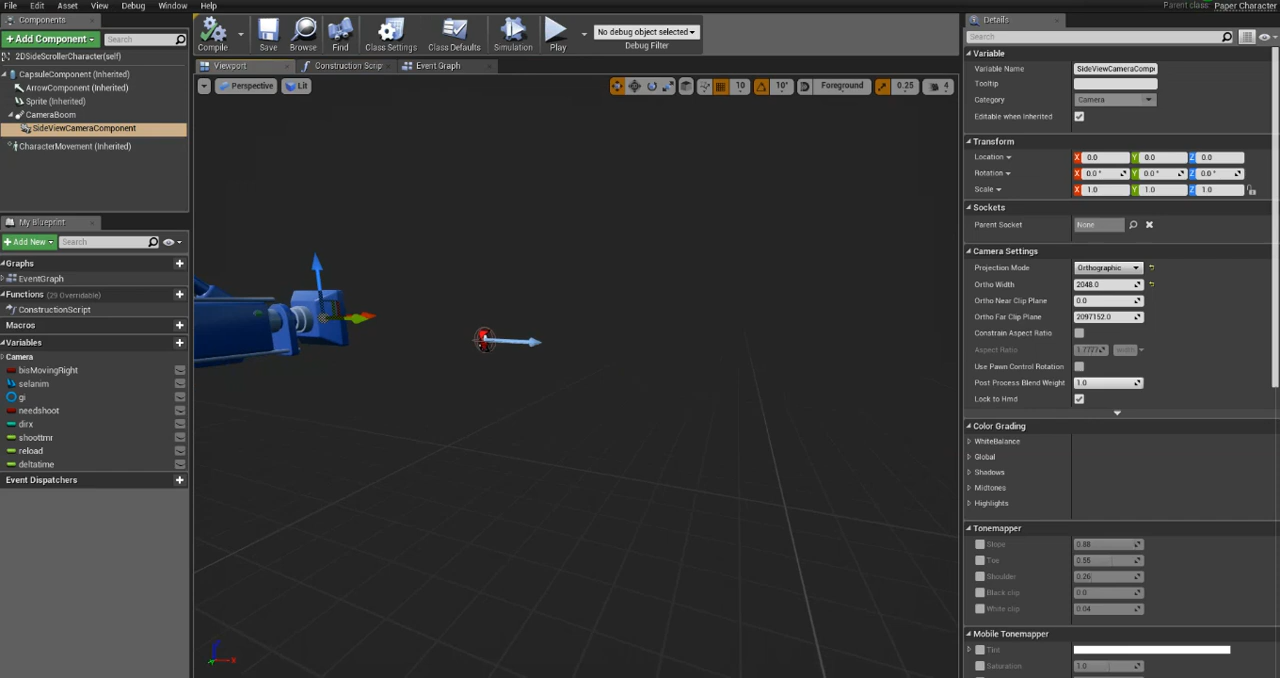 File Edit Asset View Debug Window Help
Parent class: Paper Character
Components
+ Add Component
Search
2DSideScrollerCharacter(self)
CapsuleComponent (Inherited)
ArrowComponent (Inherited)
Sprite (Inherited)
CameraBoom
SideViewCameraComponent
CharacterMovement (Inherited)
My Blueprint
+ Add New
Search
Graphs
EventGraph
Functions (29 Overridable)
ConstructionScript
Macros
Variables
Camera
bisMovingRight
selanim
gi
needshoot
dirx
shoottmr
reload
deltatime
Event Dispatchers
Compile
Save
Browse
Find
Class Settings
Class Defaults
Simulation
Play
No debug object selected
Debug Filter
Viewport
Construction Scrip
Event Graph
Perspective
Lit
10
10°
Foreground
0.25
4
X
Details
Search
Variable
Variable Name SideViewCameraCompo
Tooltip
Category Camera
Editable when Inherited
Transform
Location X 0.0 Y 0.0 Z 0.0
Rotation X 0.0 ° Y 0.0 ° Z 0.0 °
Scale X 1.0 Y 1.0 Z 1.0
Sockets
Parent Socket None
Camera Settings
Projection Mode Orthographic
Ortho Width 2048.0
Ortho Near Clip Plane 0.0
Ortho Far Clip Plane 2097152.0
Constrain Aspect Ratio
Aspect Ratio 1.7777 width
Use Pawn Control Rotation
Post Process Blend Weight 1.0
Lock to Hmd
Color Grading
WhiteBalance
Global
Shadows
Midtones
Highlights
Tonemapper
Slope 0.88
Toe 0.55
Shoulder 0.26
Black clip 0.0
White clip 0.04
Mobile Tonemapper
Tint
Saturation 1.0